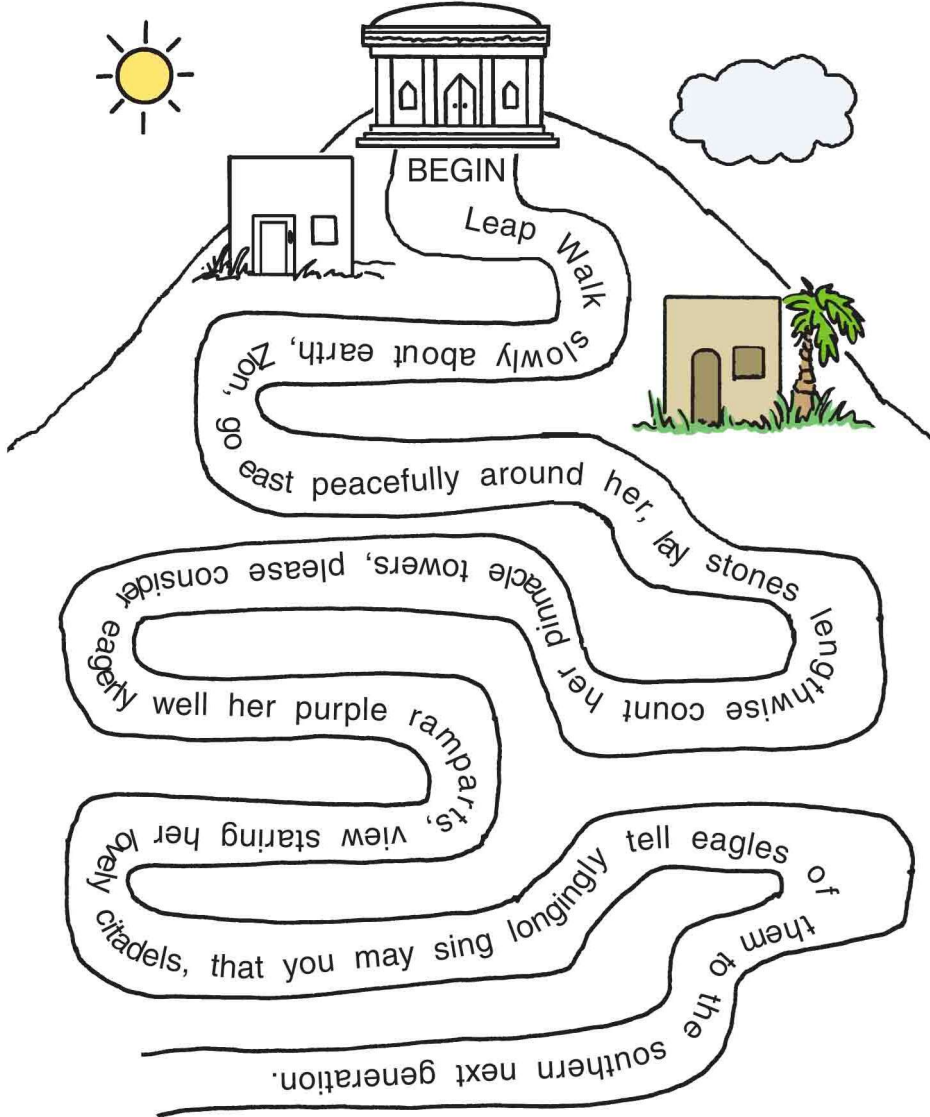 BEGIN
Leap Walk
slowly about earth,
Zion, go
east peacefully around her,
lay stones
lengthwise count
her pinnacle towers, please consider
eagerly
well her purple ramparts,
view staring her
lovely
citadels, that you may sing longingly
tell eagles of
them to the
southern next generation.